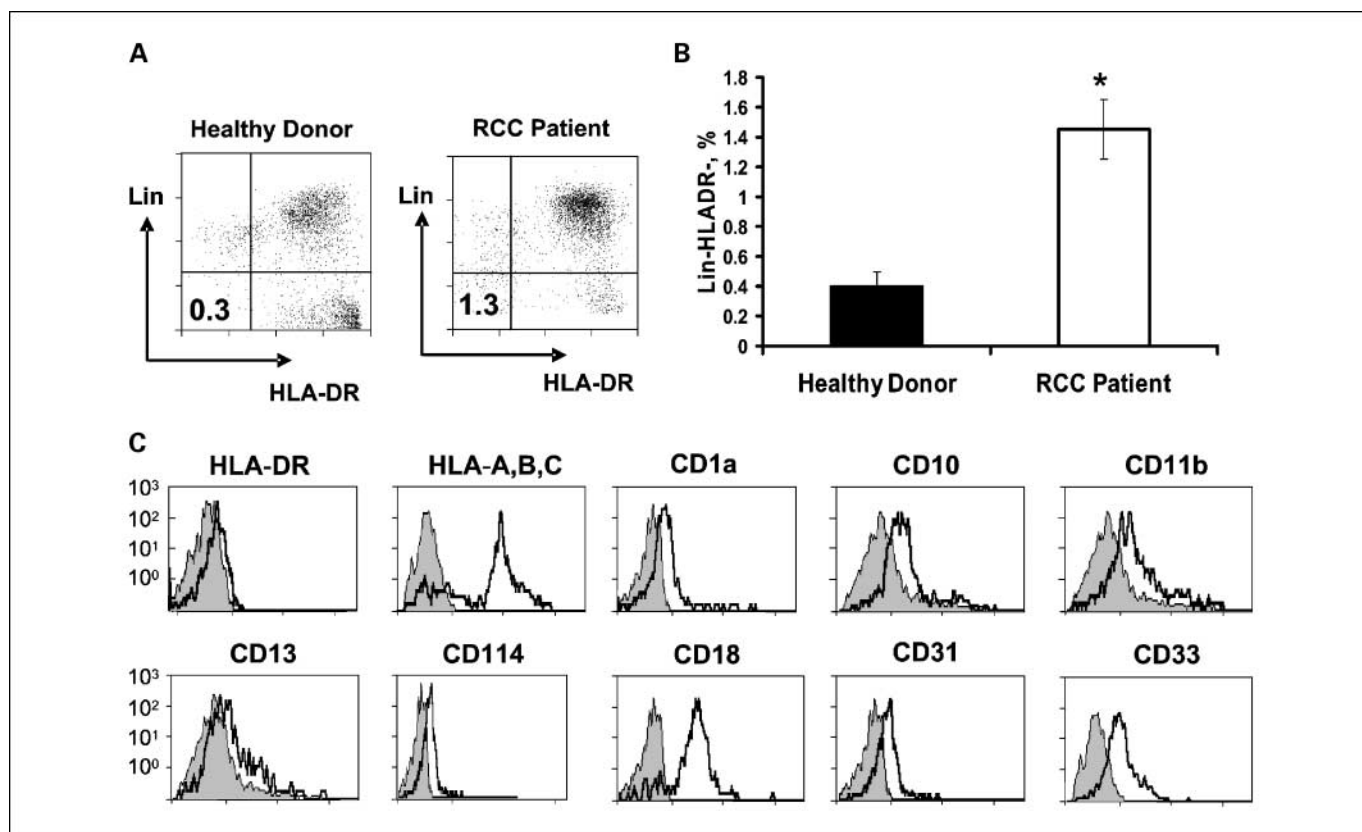 A
Healthy Donor
RCC Patient
Lin
Lin
0.3
1.3
HLA-DR
HLA-DR
B
Lin-HLADR-, %
1.8
1.6
1.4
1.2
1
0.8
0.6
0.4
0.2
0
*
Healthy Donor
RCC Patient
C
HLA-DR
HLA-A,B,C
CD1a
CD10
CD11b
10³
10²
10¹
10⁰
CD13
CD114
CD18
CD31
CD33
10³
10²
10¹
10⁰